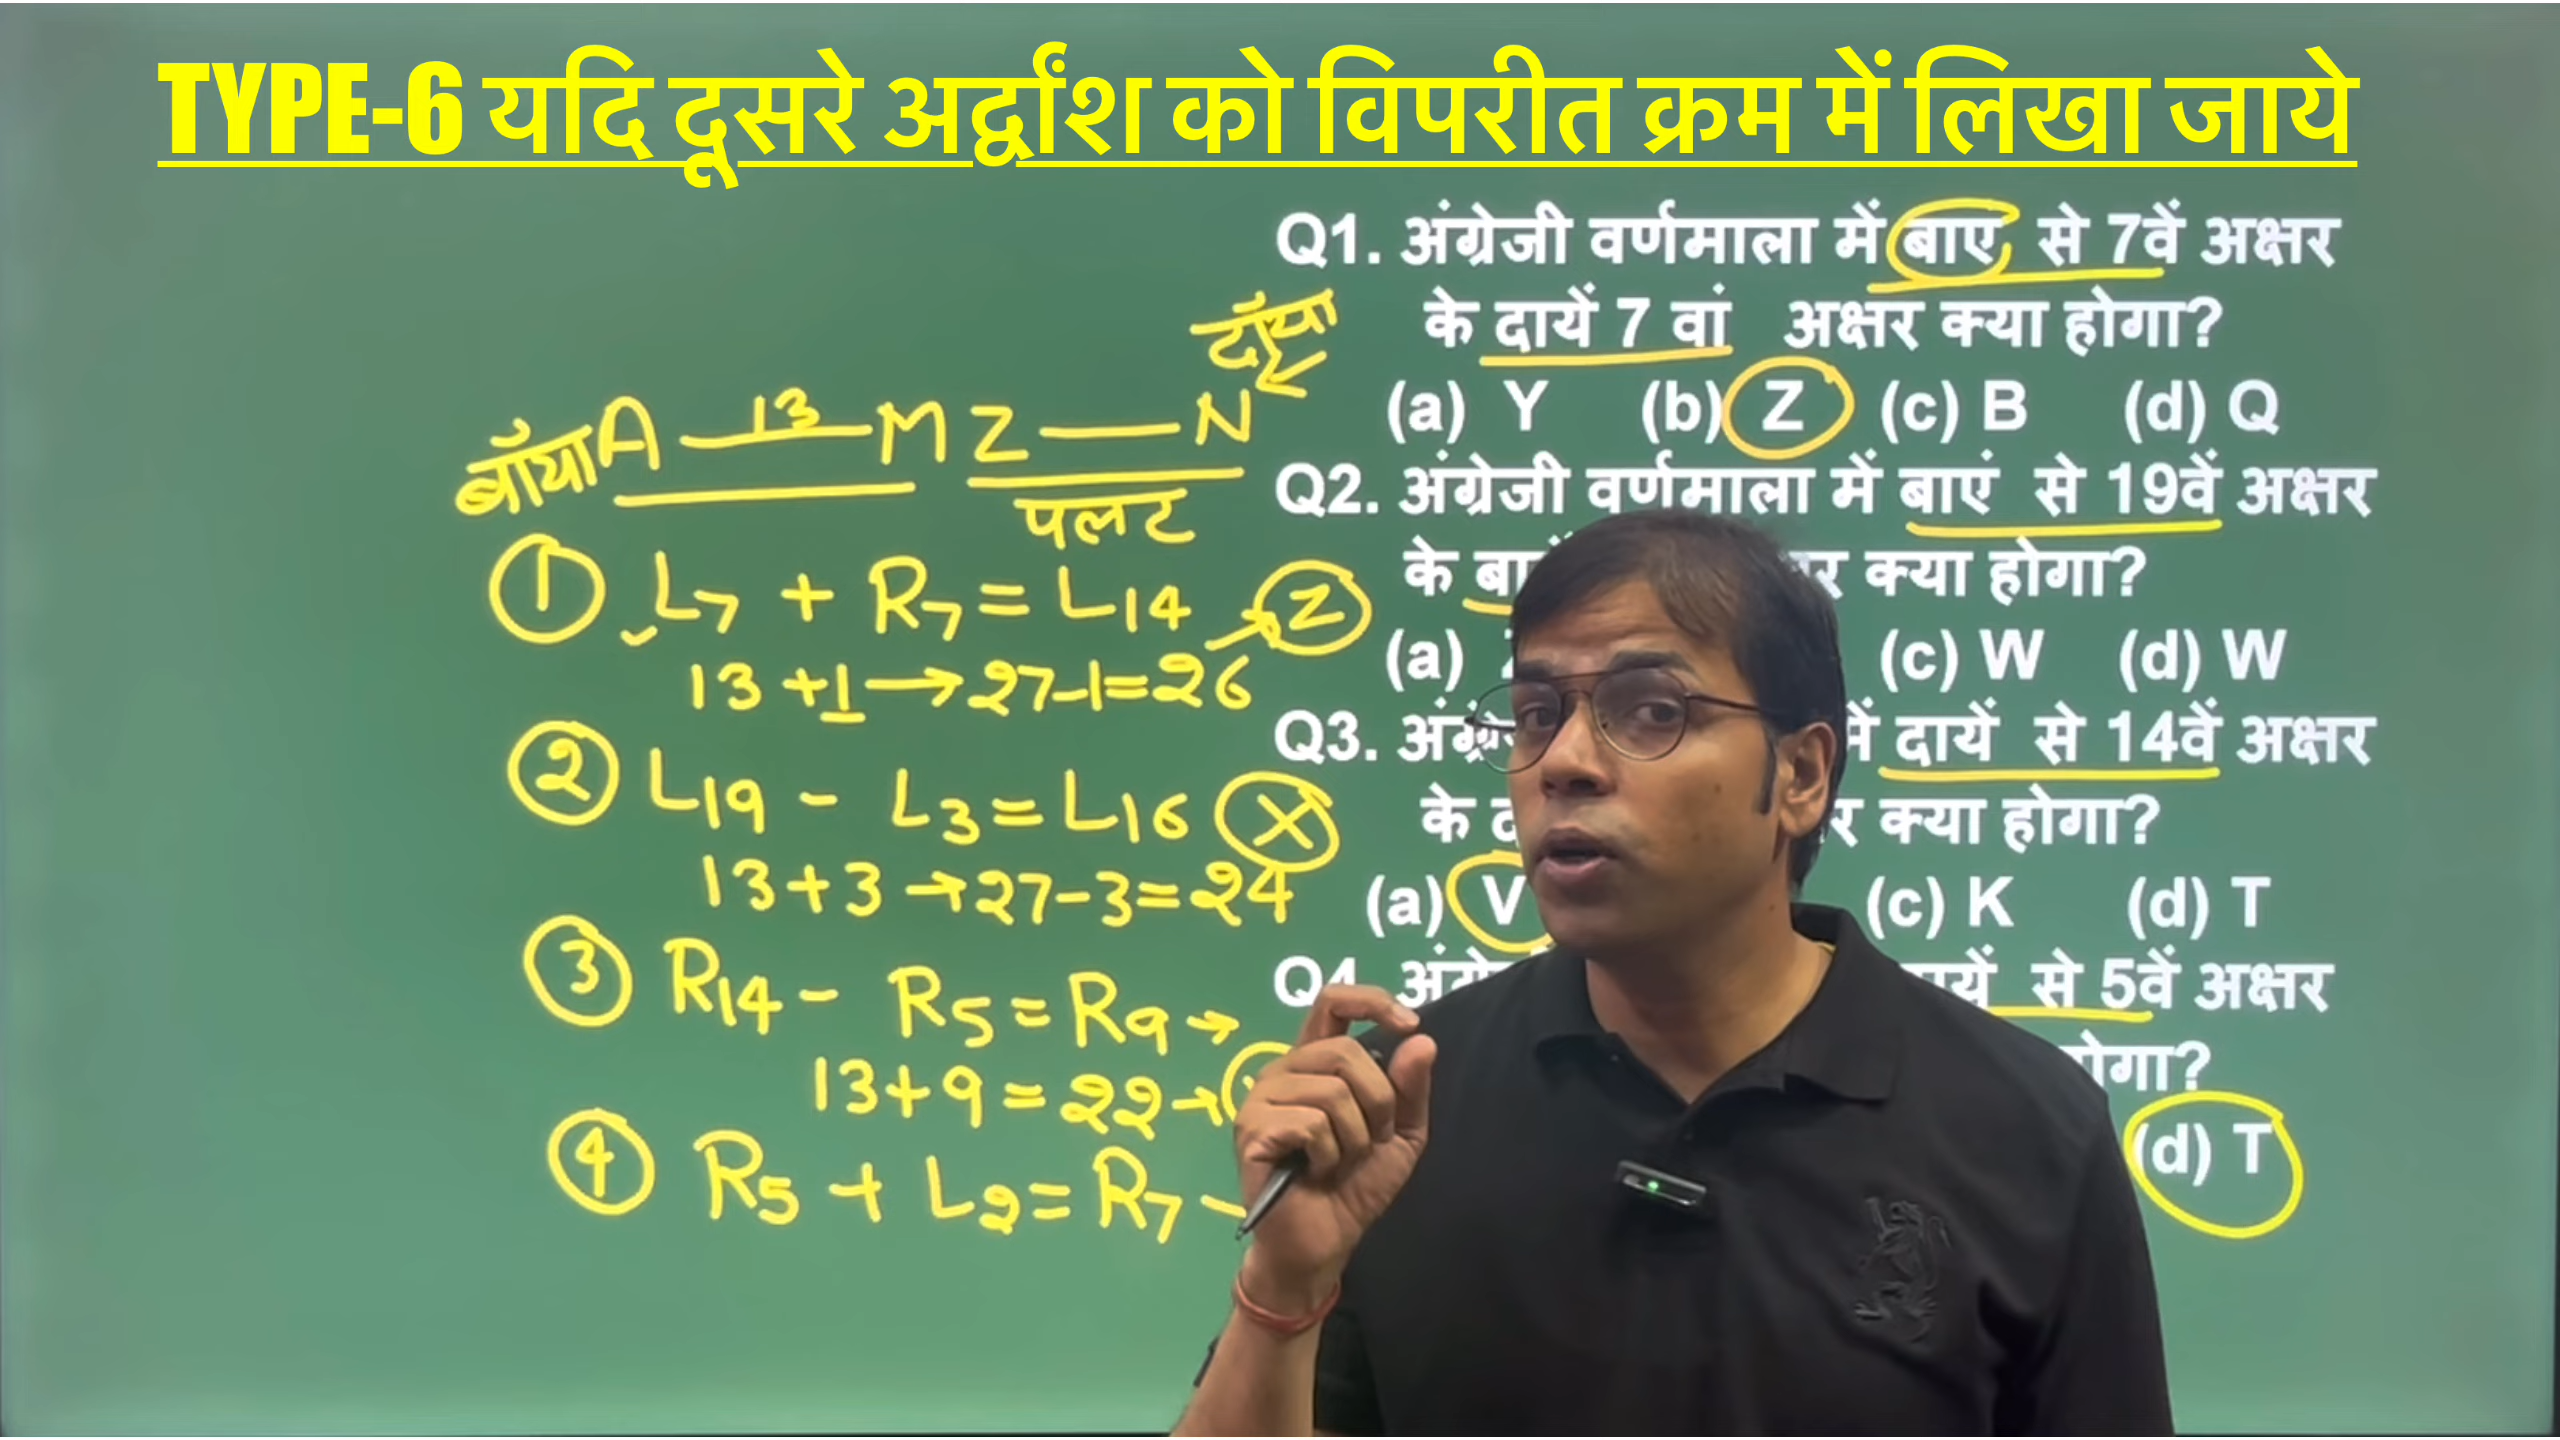 TYPE-6 यदि दूसरे अर्द्वांश को विपरीत क्रम में लिखा जाये
Q1. अंग्रेजी वर्णमाला में बाएं से 7वें अक्षर
के दायें 7 वां अक्षर क्या होगा?
(a) Y (b) Z (c) B (d) Q
Q2. अंग्रेजी वर्णमाला में बाएं से 19वें अक्षर
के क्या होगा?
(a) (c) W (d) W
Q3. में दायें से 14वें अक्षर
के क्या होगा?
(a) V (c) K (d) T
Q4. से 5वें अक्षर
(d) T
बाँया A 13 M Z — N दाँया
पलट
① L7 + R7 = L14 → Z
13 + 1 → 27-1=26
② L19 - L3 = L16 X
13+3 → 27-3=24
③ R14 - R5 = R9 →
13+9 = 22 →
④ R5 + L2 = R7 -